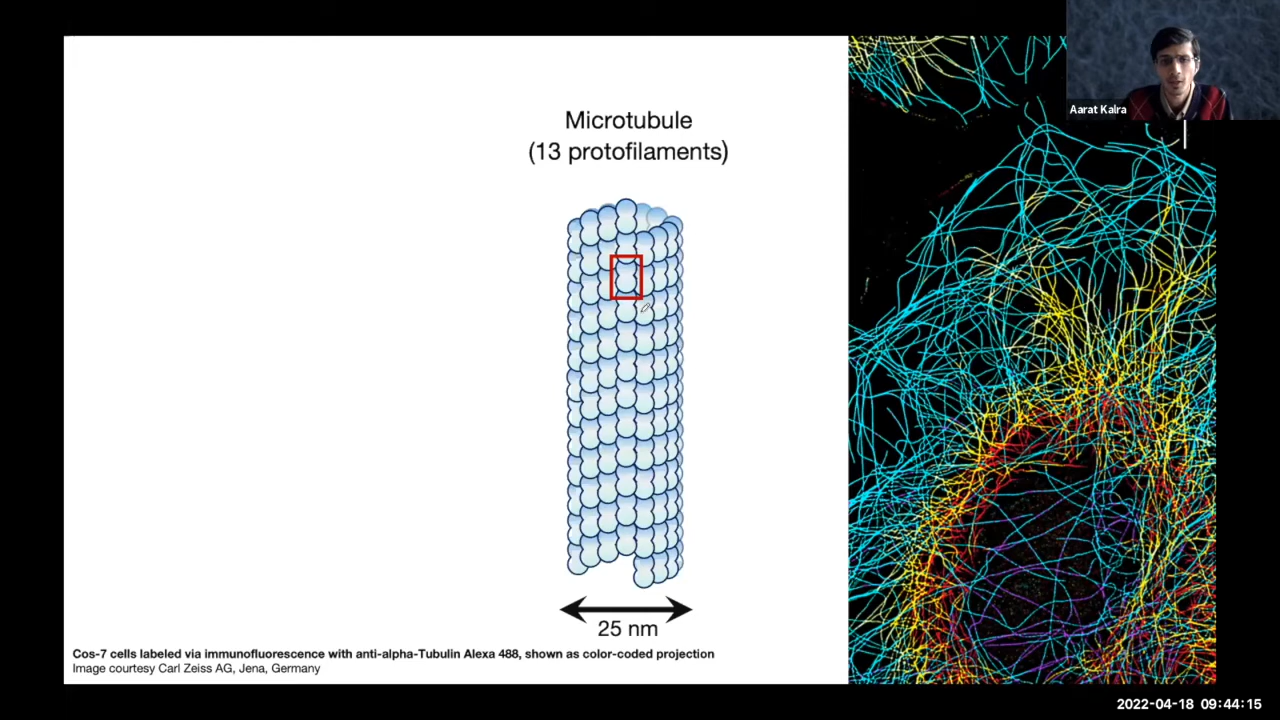 Aarat Kalra
Microtubule
(13 protofilaments)
25 nm
Cos-7 cells labeled via immunofluorescence with anti-alpha-Tubulin Alexa 488, shown as color-coded projection
Image courtesy Carl Zeiss AG, Jena, Germany
2022-04-18 09:44:15